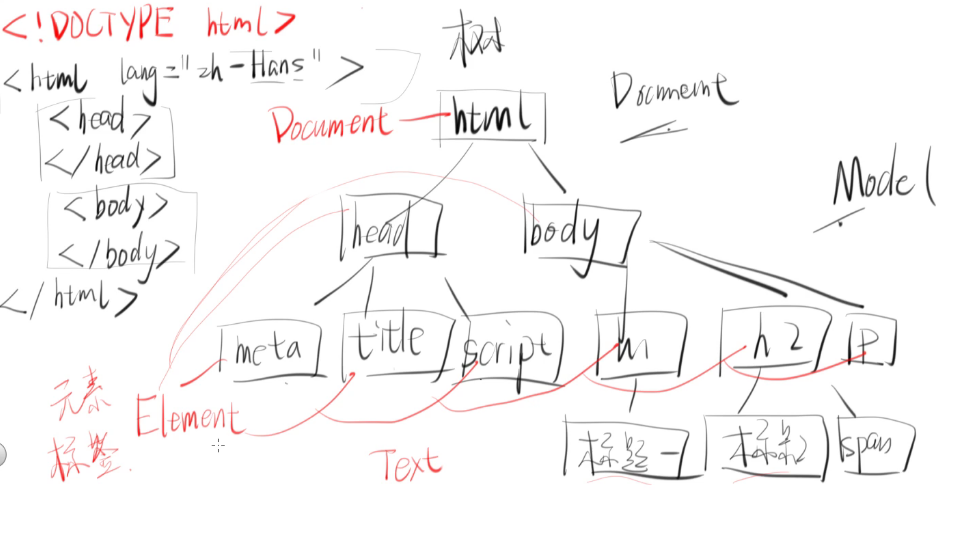 <!DOCTYPE html>
<html lang="zh-Hans">
<head>
</head>
<body>
</body>
</html>
树
Document
html
Docment
Model
head
body
meta
title
script
h1
h2
P
元素
标签.
Element
Text
标题一
标题2
span